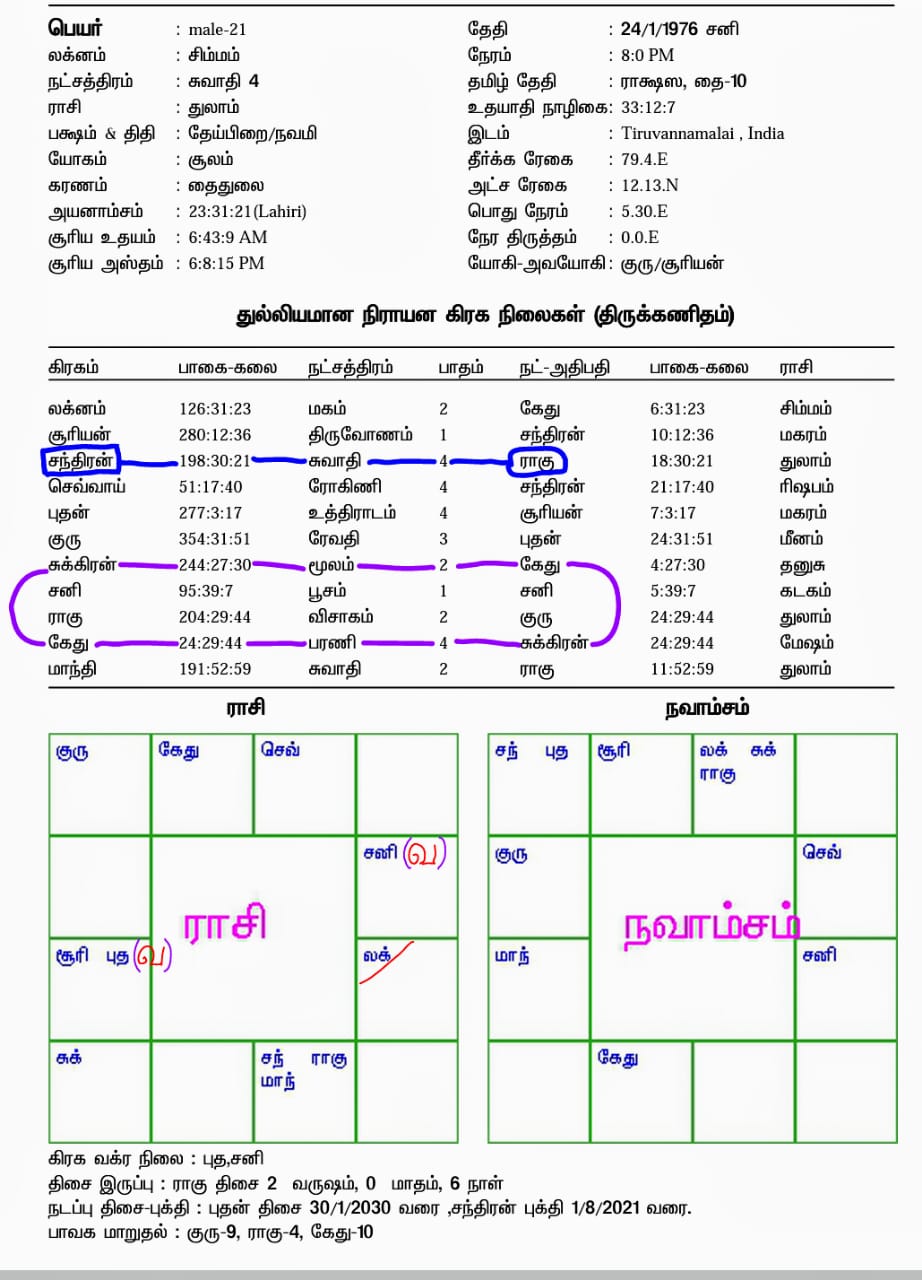 பெயர் : male-21 தேதி : 24/1/1976 சனி
லக்னம் : சிம்மம் நேரம் : 8:0 PM
நட்சத்திரம் : சுவாதி 4 தமிழ் தேதி : ராக்ஷஸ, தை-10
ராசி : துலாம் உதயாதி நாழிகை: 33:12:7
பக்ஷம் & திதி : தேய்பிறை/நவமி இடம் : Tiruvannamalai , India
யோகம் : சூலம் தீர்க்க ரேகை : 79.4.E
கரணம் : தைதுலை அட்ச ரேகை : 12.13.N
அயனாம்சம் : 23:31:21(Lahiri) பொது நேரம் : 5.30.E
சூரிய உதயம் : 6:43:9 AM நேர திருத்தம் : 0.0.E
சூரிய அஸ்தம் : 6:8:15 PM யோகி-அவயோகி : குரு/சூரியன்
துல்லியமான நிராயன கிரக நிலைகள் (திருக்கணிதம்)
கிரகம் பாகை-கலை நட்சத்திரம் பாதம் நட்-அதிபதி பாகை-கலை ராசி
லக்னம் 126:31:23 மகம் 2 கேது 6:31:23 சிம்மம்
சூரியன் 280:12:36 திருவோணம் 1 சந்திரன் 10:12:36 மகரம்
சந்திரன் 198:30:21 சுவாதி 4 ராகு 18:30:21 துலாம்
செவ்வாய் 51:17:40 ரோகிணி 4 சந்திரன் 21:17:40 ரிஷபம்
புதன் 277:3:17 உத்திராடம் 4 சூரியன் 7:3:17 மகரம்
குரு 354:31:51 ரேவதி 3 புதன் 24:31:51 மீனம்
சுக்கிரன் 244:27:30 மூலம் 2 கேது 4:27:30 தனுசு
சனி 95:39:7 பூசம் 1 சனி 5:39:7 கடகம்
ராகு 204:29:44 விசாகம் 2 குரு 24:29:44 துலாம்
கேது 24:29:44 பரணி 4 சுக்கிரன் 24:29:44 மேஷம்
மாந்தி 191:52:59 சுவாதி 2 ராகு 11:52:59 துலாம்
ராசி நவாம்சம்
குரு கேது செவ் சந் புத சூரி லக் சுக்
ராகு
சனி (வ) குரு செவ்
ராசி நவாம்சம்
சூரி புத (வ) லக் மாந் சனி
சுக் சந் ராகு கேது
மாந்
கிரக வக்ர நிலை : புத,சனி
திசை இருப்பு : ராகு திசை 2 வருஷம், 0 மாதம், 6 நாள்
நடப்பு திசை-புக்தி : புதன் திசை 30/1/2030 வரை ,சந்திரன் புக்தி 1/8/2021 வரை.
பாவக மாறுதல் : குரு-9, ராகு-4, கேது-10